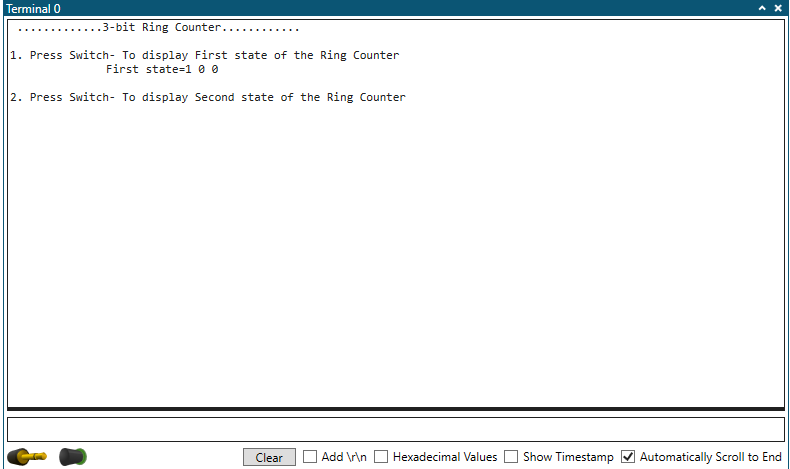 Terminal 0
.............3-bit Ring Counter............
1. Press Switch- To display First state of the Ring Counter
First state=1 0 0
2. Press Switch- To display Second state of the Ring Counter
Clear Add \r\n Hexadecimal Values Show Timestamp Automatically Scroll to End